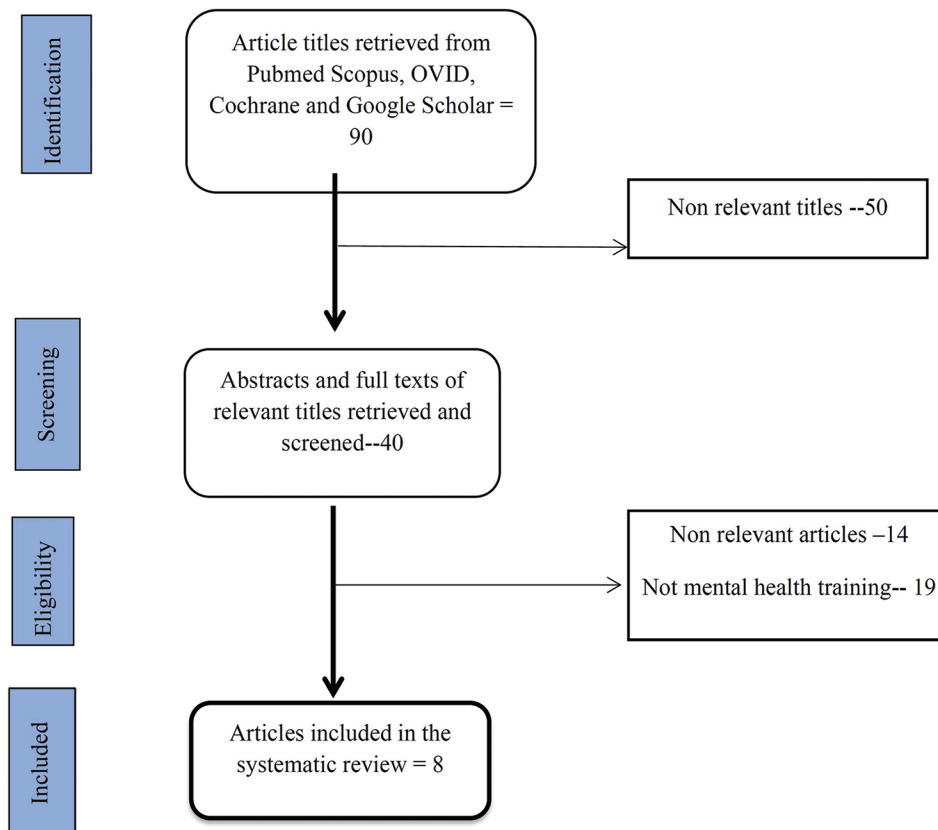 Identification
Article titles retrieved from
Pubmed Scopus, OVID,
Cochrane and Google Scholar =
90
Non relevant titles --50
Screening
Abstracts and full texts of
relevant titles retrieved and
screened--40
Eligibility
Non relevant articles –14
Not mental health training-- 19
Included
Articles included in the
systematic review = 8